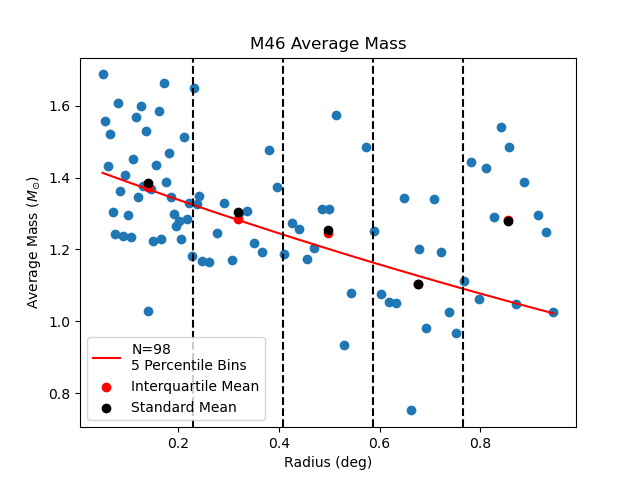 M46 Average Mass
Average Mass (M⊙)
1.6
1.4
1.2
1.0
0.8
N=98
5 Percentile Bins
Interquartile Mean
Standard Mean
0.2 0.4 0.6 0.8
Radius (deg)